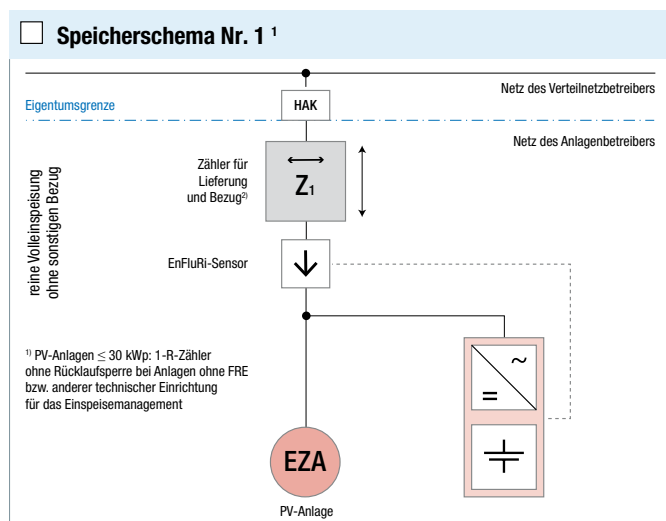 Speicherschema Nr. 1 ¹
Netz des Verteilnetzbetreibers
Eigentumsgrenze
HAK
Netz des Anlagenbetreibers
reine Volleinspeisung
ohne sonstigen Bezug
Zähler für
Lieferung
und Bezug²⁾
Z₁
EnFluRi-Sensor
¹⁾ PV-Anlagen ≤ 30 kWp: 1-R-Zähler
ohne Rücklaufsperre bei Anlagen ohne FRE
bzw. anderer technischer Einrichtung
für das Einspeisemanagement
EZA
PV-Anlage